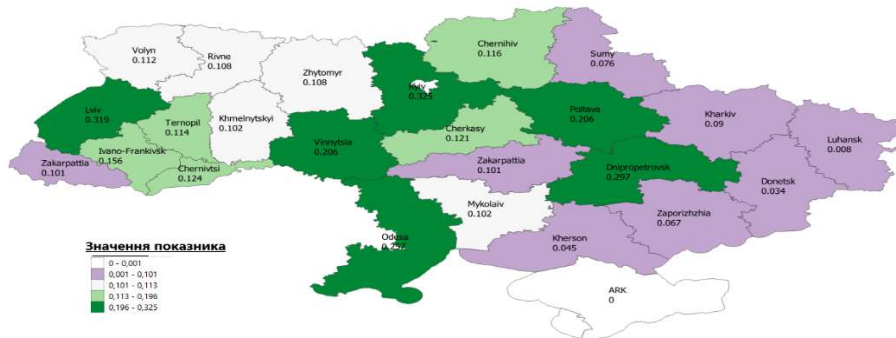 Volyn
0.112
Rivne
0.108
Zhytomyr
0.108
Chernihiv
0.116
Sumy
0.076
Kyiv
0.325
Lviv
0.319
Ternopil
0.114
Khmelnytskyi
0.102
Poltava
0.206
Kharkiv
0.09
Cherkasy
0.121
Vinnytsia
0.206
Luhansk
0.008
Ivano-Frankivsk
0.156
Zakarpattia
0.101
Zakarpattia
0.101
Dnipropetrovsk
0.297
Donetsk
0.034
Chernivtsi
0.124
Mykolaiv
0.102
Zaporizhzhia
0.067
Odesa
Kherson
0.045
ARK
0
Значення показника
0 – 0,001
0,001 – 0,101
0,101 – 0,113
0,113 – 0,196
0,196 – 0,325